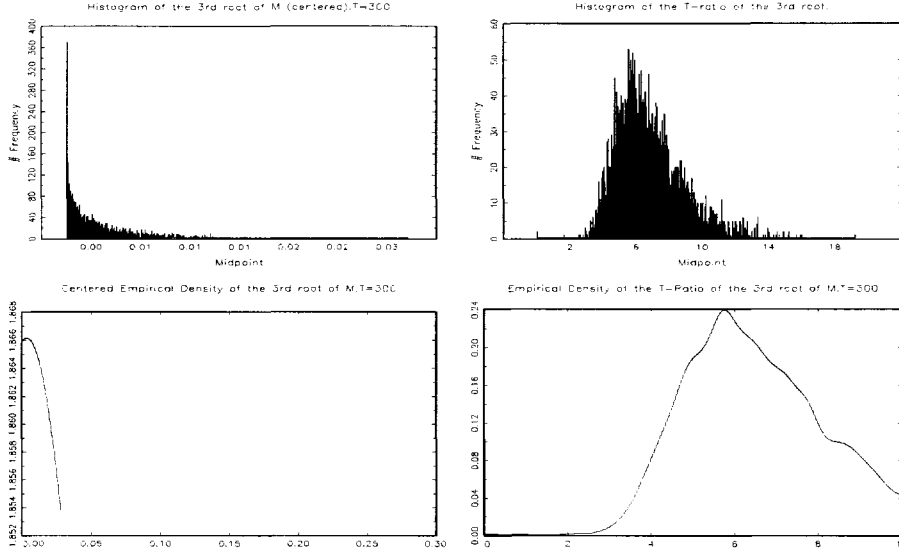 Histogram of the 3rd root of M (centered).T=300
# Frequency
400
360
320
280
240
200
160
120
80
40
0
0.00 0.01 0.01 0.01 0.02 0.02 0.03
Midpoint
Histogram of the T-ratio of the 3rd root.
# Frequency
60
50
40
30
20
10
0
2 6 10 14 18
Midpoint
Centered Empirical Density of the 3rd root of M.T=300
1.868
1.866
1.864
1.862
1.860
1.858
1.856
1.854
1.852
0.00 0.05 0.10 0.15 0.20 0.25 0.30
Empirical Density of the T-Ratio of the 3rd root of M.T=300
0.24
0.20
0.16
0.12
0.08
0.04
0.00
0 2 4 6 8